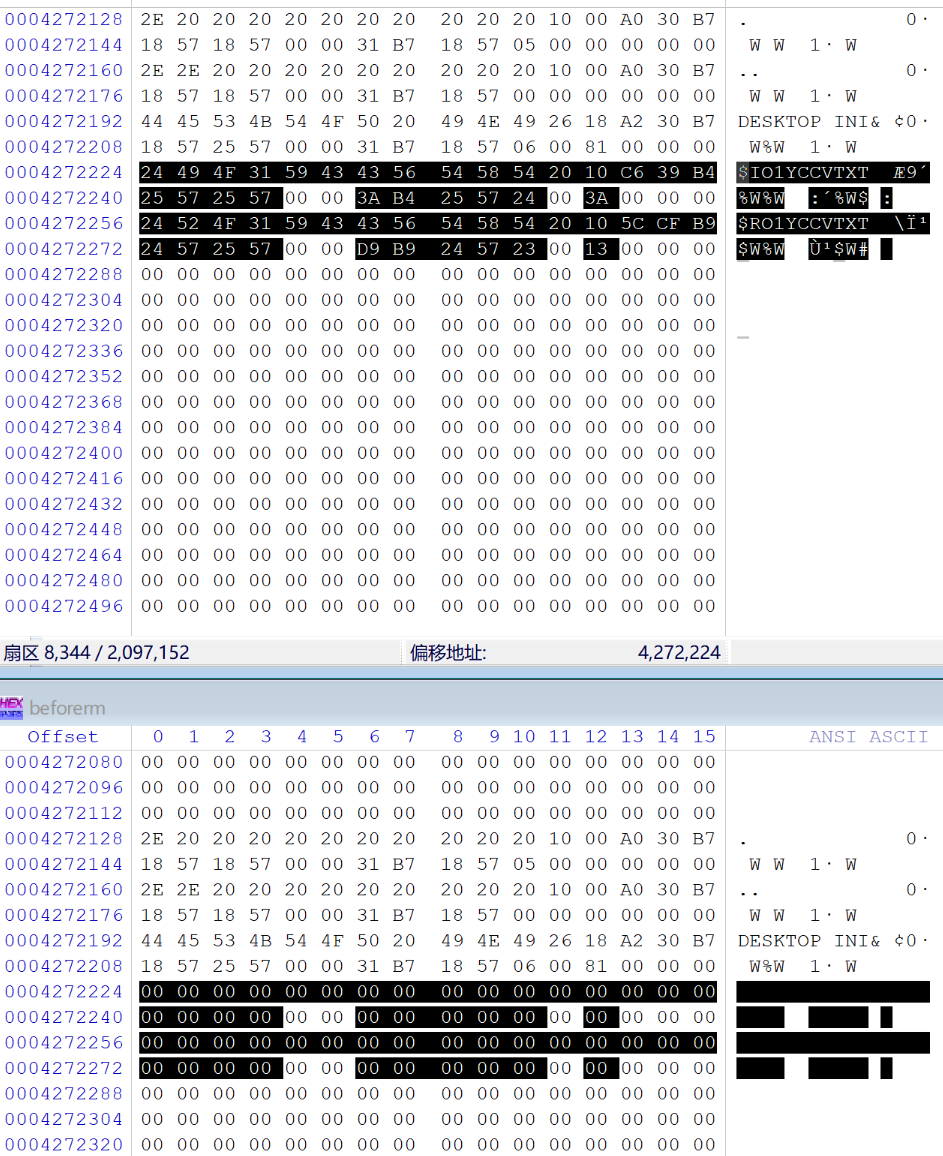 0004272128 2E 20 20 20 20 20 20 20 20 20 20 10 00 A0 30 B7 . 0·
0004272144 18 57 18 57 00 00 31 B7 18 57 05 00 00 00 00 00 W W 1· W
0004272160 2E 2E 20 20 20 20 20 20 20 20 20 10 00 A0 30 B7 .. 0·
0004272176 18 57 18 57 00 00 31 B7 18 57 00 00 00 00 00 00 W W 1· W
0004272192 44 45 53 4B 54 4F 50 20 49 4E 49 26 18 A2 30 B7 DESKTOP INI& ¢0·
0004272208 18 57 25 57 00 00 31 B7 18 57 06 00 81 00 00 00 W%W 1· W
0004272224 24 49 4F 31 59 43 43 56 54 58 54 20 10 C6 39 B4 $IO1YCCVTXT Æ9´
0004272240 25 57 25 57 00 00 3A B4 25 57 24 00 3A 00 00 00 %W%W :´%W$ :
0004272256 24 52 4F 31 59 43 43 56 54 58 54 20 10 5C CF B9 $RO1YCCVTXT \Ï¹
0004272272 24 57 25 57 00 00 D9 B9 24 57 23 00 13 00 00 00 $W%W Ù¹$W#
0004272288 00 00 00 00 00 00 00 00 00 00 00 00 00 00 00 00
0004272304 00 00 00 00 00 00 00 00 00 00 00 00 00 00 00 00
0004272320 00 00 00 00 00 00 00 00 00 00 00 00 00 00 00 00
0004272336 00 00 00 00 00 00 00 00 00 00 00 00 00 00 00 00
0004272352 00 00 00 00 00 00 00 00 00 00 00 00 00 00 00 00
0004272368 00 00 00 00 00 00 00 00 00 00 00 00 00 00 00 00
0004272384 00 00 00 00 00 00 00 00 00 00 00 00 00 00 00 00
0004272400 00 00 00 00 00 00 00 00 00 00 00 00 00 00 00 00
0004272416 00 00 00 00 00 00 00 00 00 00 00 00 00 00 00 00
0004272432 00 00 00 00 00 00 00 00 00 00 00 00 00 00 00 00
0004272448 00 00 00 00 00 00 00 00 00 00 00 00 00 00 00 00
0004272464 00 00 00 00 00 00 00 00 00 00 00 00 00 00 00 00
0004272480 00 00 00 00 00 00 00 00 00 00 00 00 00 00 00 00
0004272496 00 00 00 00 00 00 00 00 00 00 00 00 00 00 00 00
扇区 8,344 / 2,097,152 偏移地址: 4,272,224
HEX beforerm
Offset 0 1 2 3 4 5 6 7 8 9 10 11 12 13 14 15 ANSI ASCII
0004272080 00 00 00 00 00 00 00 00 00 00 00 00 00 00 00 00
0004272096 00 00 00 00 00 00 00 00 00 00 00 00 00 00 00 00
0004272112 00 00 00 00 00 00 00 00 00 00 00 00 00 00 00 00
0004272128 2E 20 20 20 20 20 20 20 20 20 20 10 00 A0 30 B7 . 0·
0004272144 18 57 18 57 00 00 31 B7 18 57 05 00 00 00 00 00 W W 1· W
0004272160 2E 2E 20 20 20 20 20 20 20 20 20 10 00 A0 30 B7 .. 0·
0004272176 18 57 18 57 00 00 31 B7 18 57 00 00 00 00 00 00 W W 1· W
0004272192 44 45 53 4B 54 4F 50 20 49 4E 49 26 18 A2 30 B7 DESKTOP INI& ¢0·
0004272208 18 57 25 57 00 00 31 B7 18 57 06 00 81 00 00 00 W%W 1· W
0004272224 00 00 00 00 00 00 00 00 00 00 00 00 00 00 00 00
0004272240 00 00 00 00 00 00 00 00 00 00 00 00 00 00 00 00
0004272256 00 00 00 00 00 00 00 00 00 00 00 00 00 00 00 00
0004272272 00 00 00 00 00 00 00 00 00 00 00 00 00 00 00 00
0004272288 00 00 00 00 00 00 00 00 00 00 00 00 00 00 00 00
0004272304 00 00 00 00 00 00 00 00 00 00 00 00 00 00 00 00
0004272320 00 00 00 00 00 00 00 00 00 00 00 00 00 00 00 00